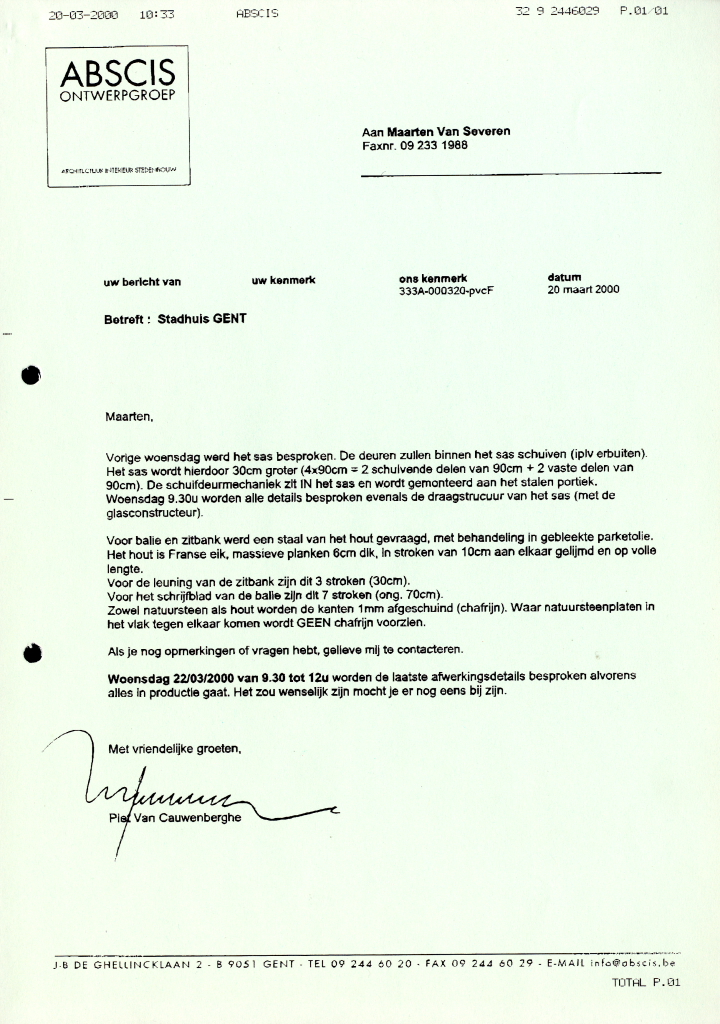 20-03-2000 10:33 ABSCIS 32 9 2446029 P.01/01
ABSCIS
ONTWERPGROEP
ARCHITECTUUR INTERIEUR STEDENBOUW
Aan Maarten Van Severen
Faxnr. 09 233 1988
uw bericht van uw kenmerk ons kenmerk datum
333A-000320-pvcF 20 maart 2000
Betreft : Stadhuis GENT
Maarten,
Vorige woensdag werd het sas besproken. De deuren zullen binnen het sas schuiven (iplv erbuiten).
Het sas wordt hierdoor 30cm groter (4x90cm = 2 schuivende delen van 90cm + 2 vaste delen van
90cm). De schuifdeurmechaniek zit IN het sas en wordt gemonteerd aan het stalen portiek.
Woensdag 9.30u worden alle details besproken evenals de draagstrucuur van het sas (met de
glasconstructeur).
Voor balie en zitbank werd een staal van het hout gevraagd, met behandeling in gebleekte parketolie.
Het hout is Franse eik, massieve planken 6cm dik, in stroken van 10cm aan elkaar gelijmd en op volle
lengte.
Voor de leuning van de zitbank zijn dit 3 stroken (30cm).
Voor het schrijfblad van de balie zijn dit 7 stroken (ong. 70cm).
Zowel natuursteen als hout worden de kanten 1mm afgeschuind (chafrijn). Waar natuursteenplaten in
het vlak tegen elkaar komen wordt GEEN chafrijn voorzien.
Als je nog opmerkingen of vragen hebt, gelieve mij te contacteren.
Woensdag 22/03/2000 van 9.30 tot 12u worden de laatste afwerkingsdetails besproken alvorens
alles in productie gaat. Het zou wenselijk zijn mocht je er nog eens bij zijn.
Met vriendelijke groeten,
Piet Van Cauwenberghe
J-B DE GHELLINCKLAAN 2 - B 9051 GENT - TEL 09 244 60 20 - FAX 09 244 60 29 - E-MAIL info@abscis.be
TOTAL P.01